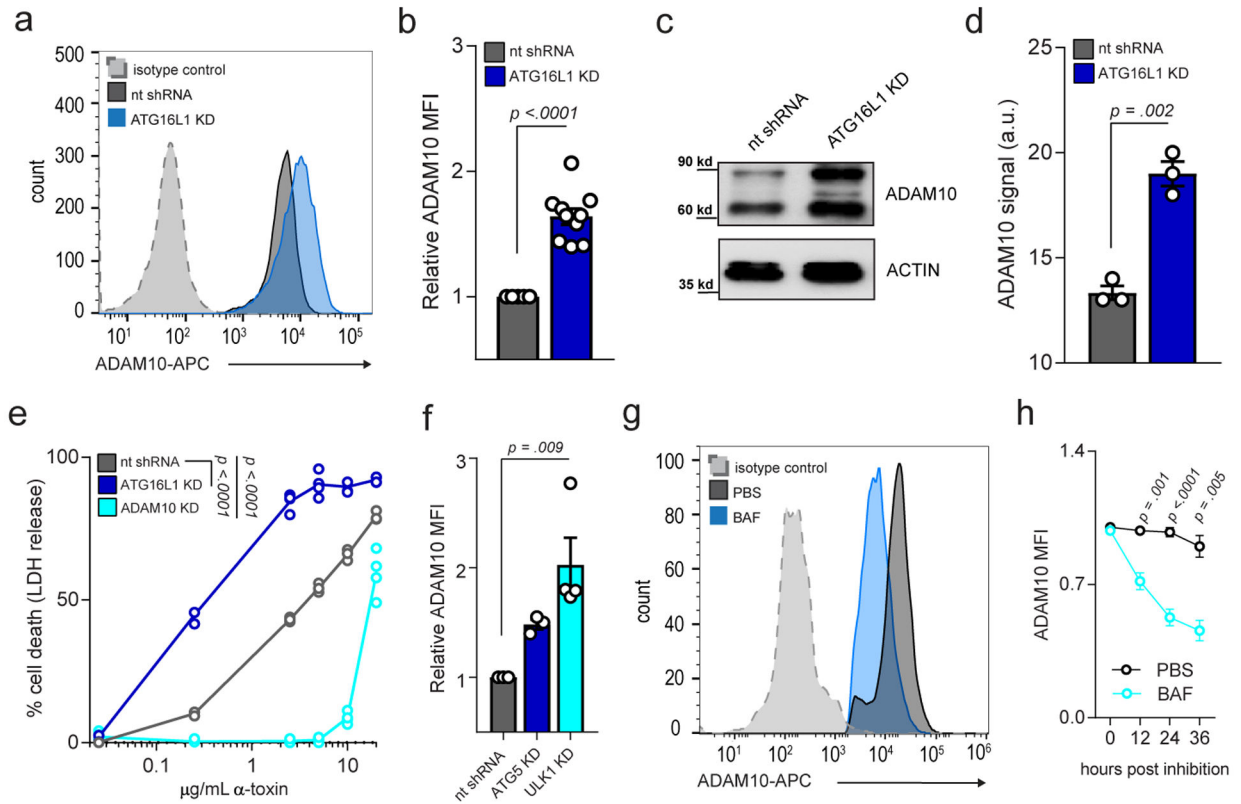 a
500
400
300
200
100
0
count
isotype control
nt shRNA
ATG16L1 KD
10¹ 10² 10³ 10⁴ 10⁵
ADAM10-APC
b
3
2
1
Relative ADAM10 MFI
nt shRNA
ATG16L1 KD
p <.0001
c
nt shRNA
ATG16L1 KD
90 kd
60 kd
ADAM10
35 kd
ACTIN
d
nt shRNA
ATG16L1 KD
p = .002
20
15
10
ADAM10 signal (a.u.)
e
100
50
0
% cell death (LDH release)
nt shRNA
ATG16L1 KD
ADAM10 KD
p <.0001
p <.0001
0.1 1 10
µg/mL α-toxin
f
p = .009
3
2
1
Relative ADAM10 MFI
nt shRNA
ATG5 KD
ULK1 KD
g
100
80
60
40
20
0
count
isotype control
PBS
BAF
10¹ 10² 10³ 10⁴ 10⁵ 10⁶
ADAM10-APC
h
1.4
0.7
0.0
ADAM10 MFI
p = .001
p <.0001
p = .005
PBS
BAF
0 12 24 36
hours post inhibition